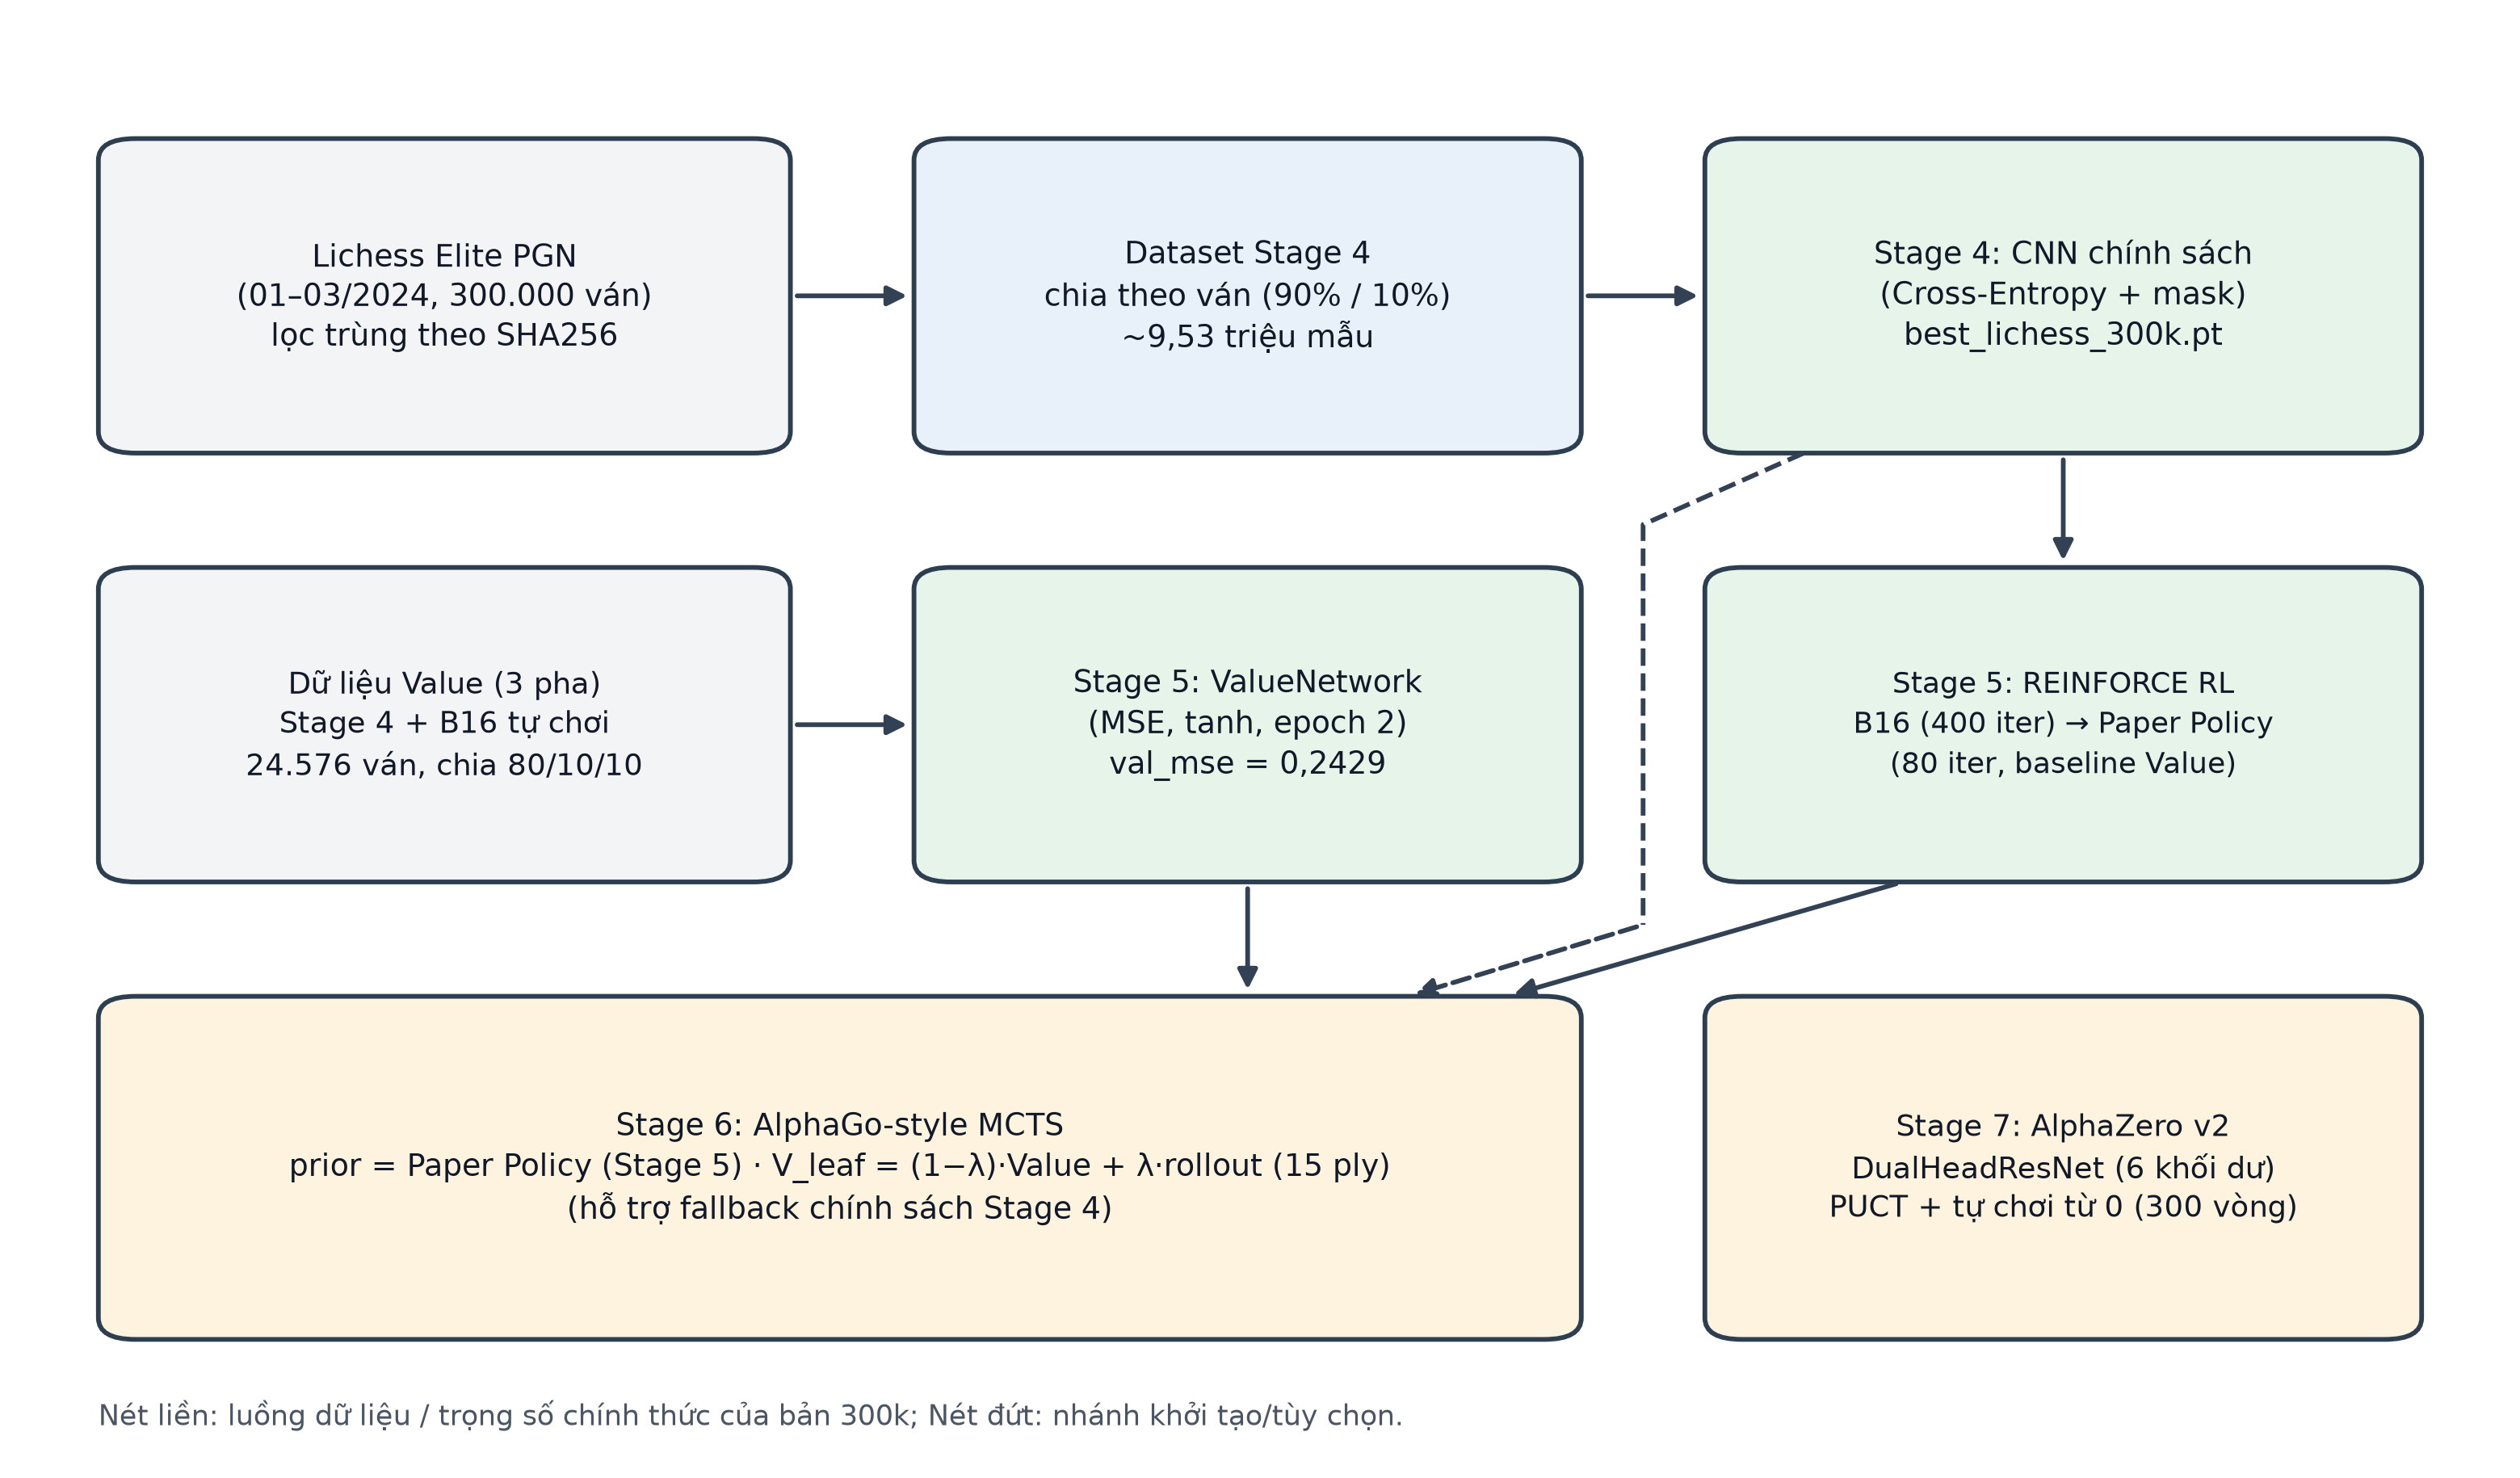 Lichess Elite PGN
(01–03/2024, 300.000 ván)
lọc trùng theo SHA256
Dataset Stage 4
chia theo ván (90% / 10%)
~9,53 triệu mẫu
Stage 4: CNN chính sách
(Cross-Entropy + mask)
best_lichess_300k.pt
Dữ liệu Value (3 pha)
Stage 4 + B16 tự chơi
24.576 ván, chia 80/10/10
Stage 5: ValueNetwork
(MSE, tanh, epoch 2)
val_mse = 0,2429
Stage 5: REINFORCE RL
B16 (400 iter) → Paper Policy
(80 iter, baseline Value)
Stage 6: AlphaGo-style MCTS
prior = Paper Policy (Stage 5) · V_leaf = (1−λ)·Value + λ·rollout (15 ply)
(hỗ trợ fallback chính sách Stage 4)
Stage 7: AlphaZero v2
DualHeadResNet (6 khối dư)
PUCT + tự chơi từ 0 (300 vòng)
Nét liền: luồng dữ liệu / trọng số chính thức của bản 300k; Nét đứt: nhánh khởi tạo/tùy chọn.